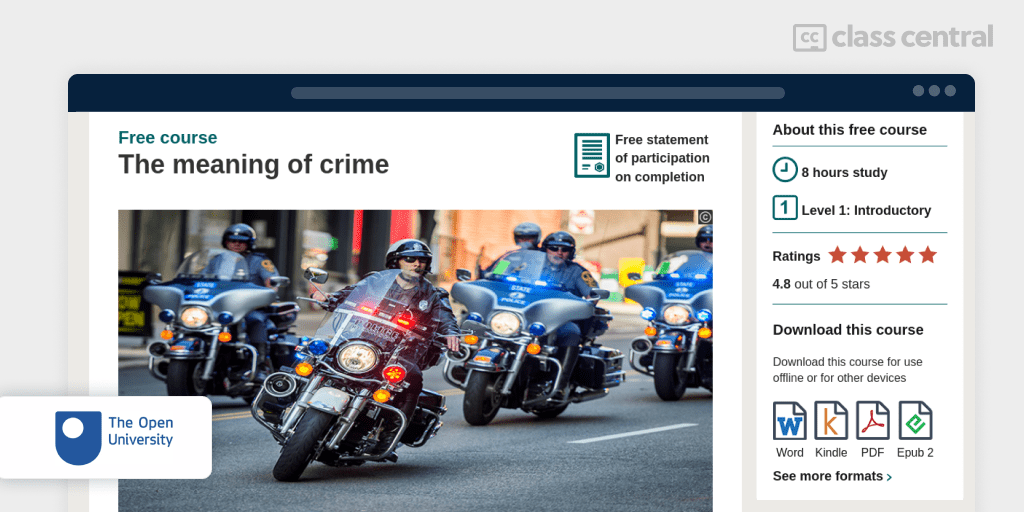 cc class central
Free course
The meaning of crime
Free statement
of participation
on completion
©
STATE
POLICE
STATE
POLICE
POLICE
The Open
University
About this free course
8 hours study
1 Level 1: Introductory
Ratings
4.8 out of 5 stars
Download this course
Download this course for use
offline or for other devices
W k
Word Kindle PDF Epub 2
See more formats >